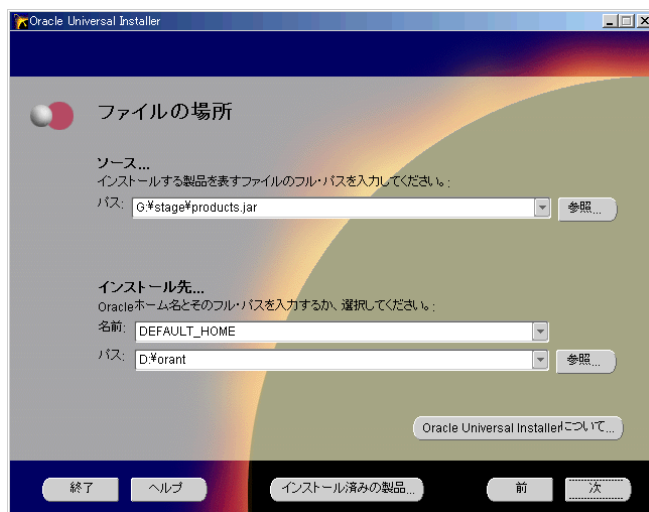 Oracle Universal Installer
ファイルの場所
ソース...
インストールする製品を表すファイルのフル・パスを入力してください。:
パス: G:¥stage¥products.jar 参照...
インストール先...
Oracleホーム名とそのフル・パスを入力するか、選択してください。:
名前: DEFAULT_HOME
パス: D:¥orant 参照...
Oracle Universal Installerについて...
終了 ヘルプ インストール済みの製品... 前 次